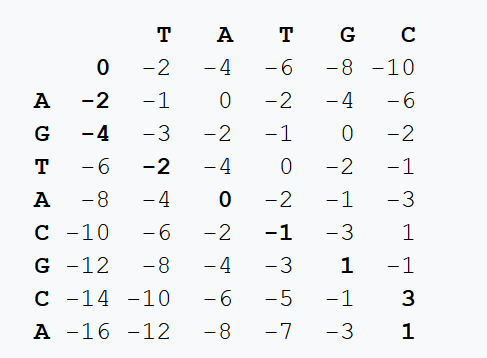 T A T G C
0 -2 -4 -6 -8 -10
A -2 -1 0 -2 -4 -6
G -4 -3 -2 -1 0 -2
T -6 -2 -4 0 -2 -1
A -8 -4 0 -2 -1 -3
C -10 -6 -2 -1 -3 1
G -12 -8 -4 -3 1 -1
C -14 -10 -6 -5 -1 3
A -16 -12 -8 -7 -3 1